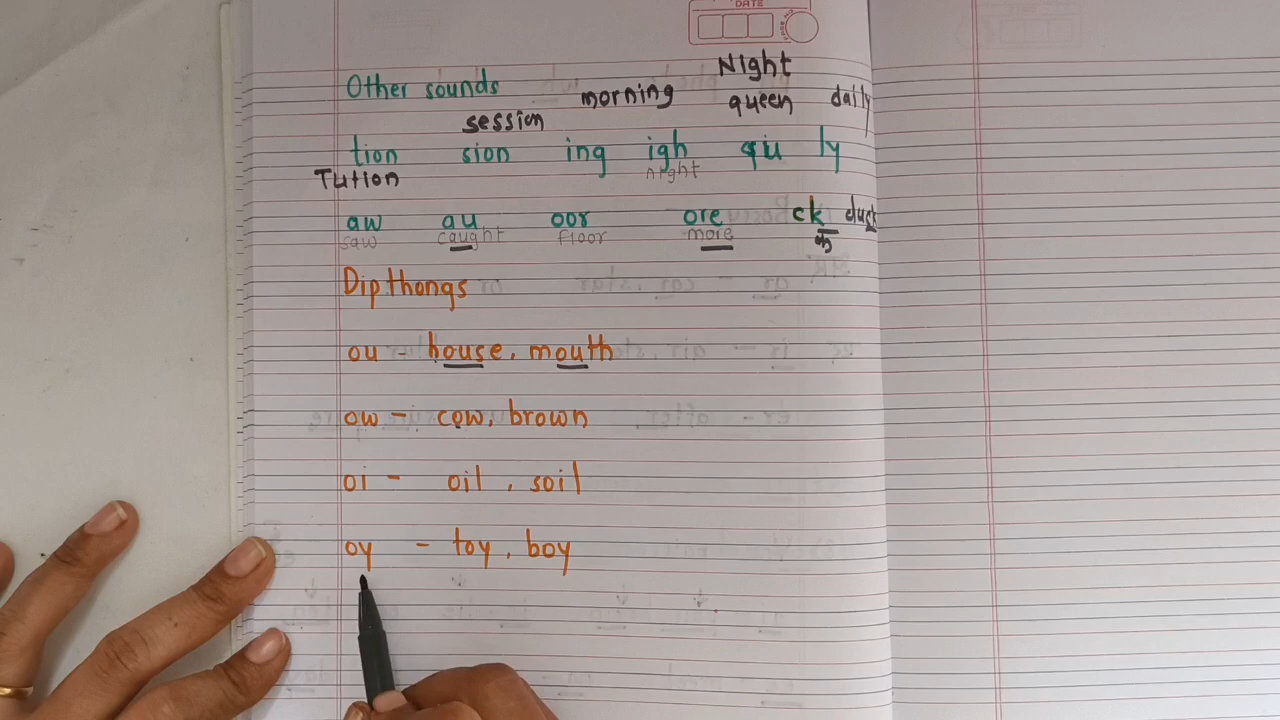 DATE
Night
Other sounds morning queen daily
session
tion sion ing igh qu ly
Tution night
aw au oor ore ck duck
saw caught floor more
Dipthongs
ou - house, mouth
ow - cow, brown
oi - oil, soil
oy - toy, boy